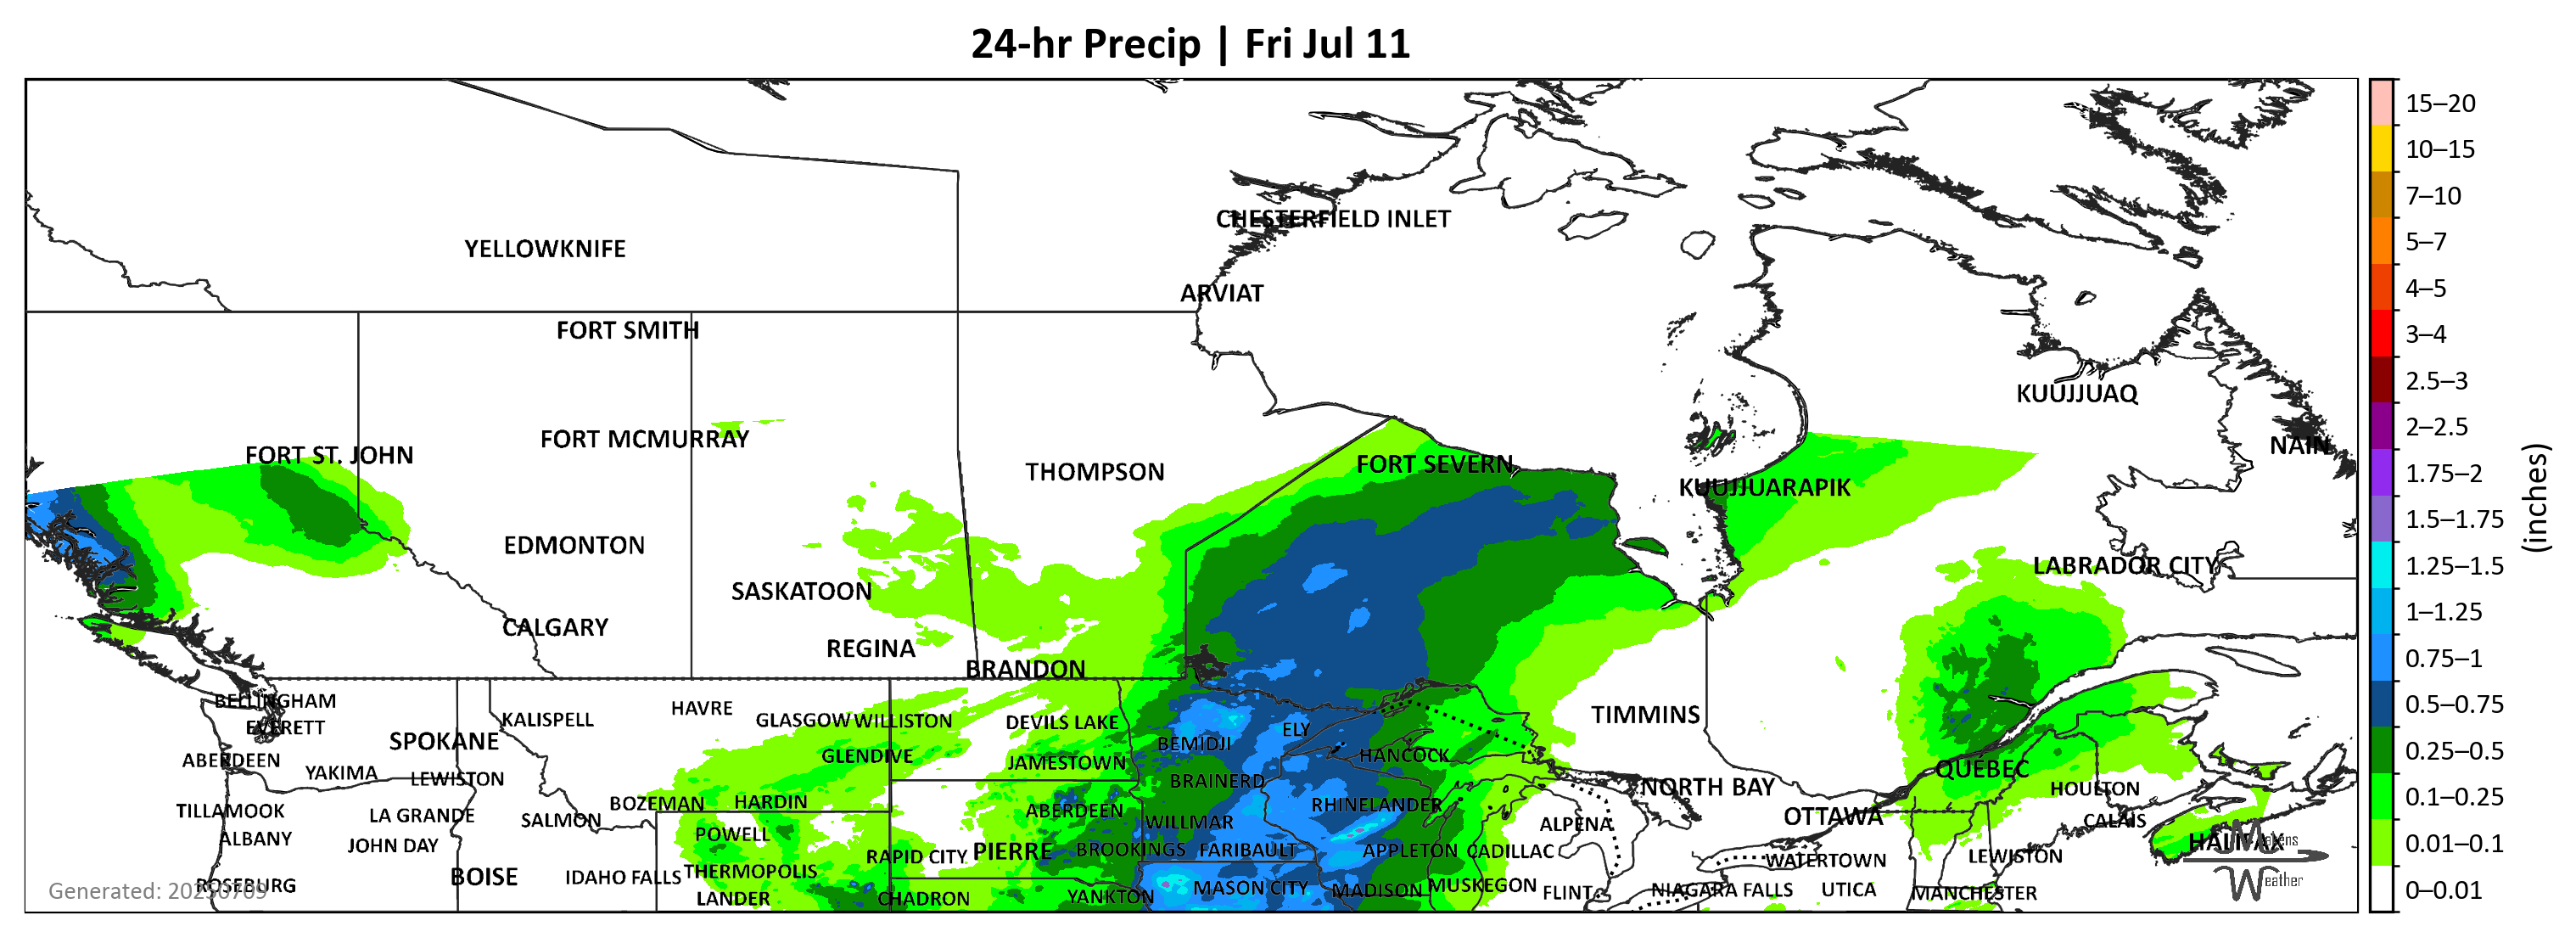 24-hr Precip | Fri Jul 11
15–20
10–15
7–10
5–7
4–5
3–4
2.5–3
2–2.5
1.75–2
1.5–1.75
1.25–1.5
1–1.25
0.75–1
0.5–0.75
0.25–0.5
0.1–0.25
0.01–0.1
0–0.01
(inches)
CHESTERFIELD INLET
YELLOWKNIFE
ARVIAT
FORT SMITH
KUUJJUAQ
FORT MCMURRAY
NAIN
FORT ST. JOHN
THOMPSON
FORT SEVERN
KUUJJUARAPIK
EDMONTON
LABRADOR CITY
SASKATOON
CALGARY
REGINA
BRANDON
BELLINGHAM
HAVRE
TIMMINS
KALISPELL
GLASGOW WILLISTON
DEVILS LAKE
EVERETT
ELY
SPOKANE
BEMIDJI
GLENDIVE
HANCOCK
ABERDEEN
JAMESTOWN
QUÉBEC
YAKIMA
LEWISTON
BRAINERD
NORTH BAY
HOULTON
BOZEMAN
HARDIN
RHINELANDER
TILLAMOOK
LA GRANDE
SALMON
ABERDEEN
WILLMAR
OTTAWA
CALAIS
ALPENA
ALBANY
POWELL
JOHN DAY
HALIFAX
RAPID CITY
PIERRE
BROOKINGS
FARIBAULT
APPLETON
CADILLAC
LEWISTON
WATERTOWN
THERMOPOLIS
BOISE
IDAHO FALLS
Weather
ROSEBURG
MASON CITY
MADISON
MUSKEGON
FLINT
NIAGARA FALLS
UTICA
MANCHESTER
LANDER
CHADRON
YANKTON
Generated: 20250709